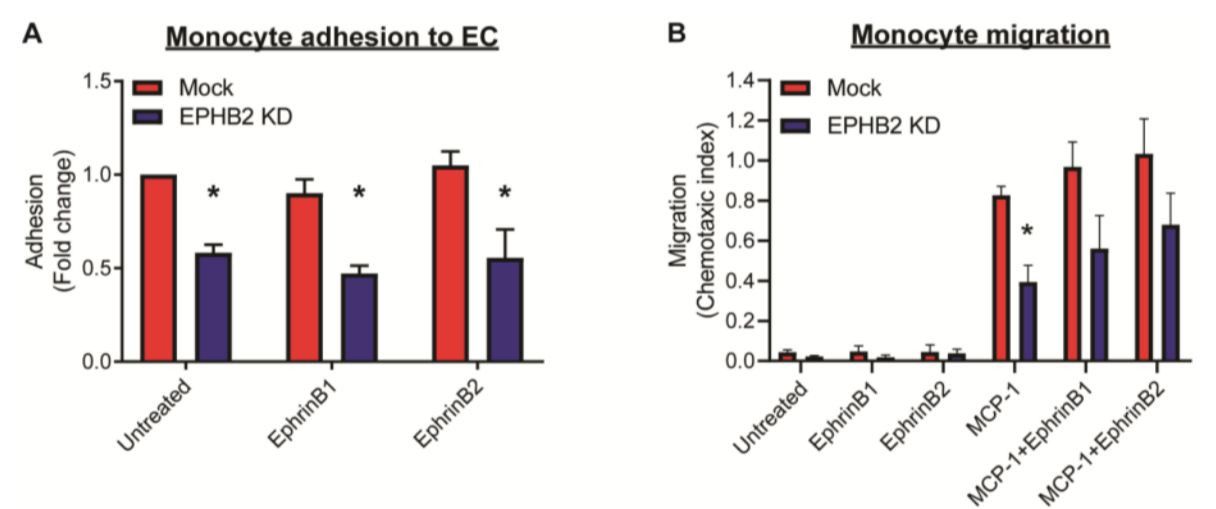 A
Monocyte adhesion to EC
Mock
EPHB2 KD
Adhesion
(Fold change)
1.5
1.0
0.5
0.0
*
*
*
Untreated
EphrinB1
EphrinB2
B
Monocyte migration
Mock
EPHB2 KD
Migration
(Chemotaxic index)
1.4
1.2
1.0
0.8
0.6
0.4
0.2
0.0
*
Untreated
EphrinB1
EphrinB2
MCP-1
MCP-1+EphrinB1
MCP-1+EphrinB2